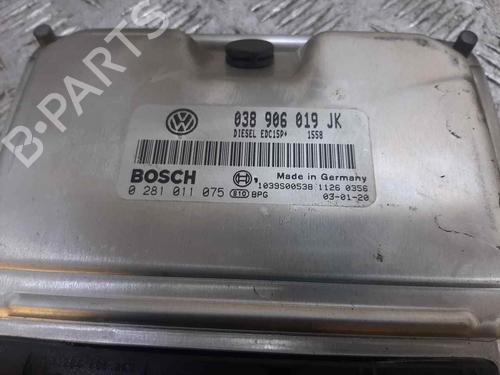 B-PARTS
038 906 019 JK
DIESEL EDC15P+ 1558
BOSCH
0 281 011 075 BPG
Made in Germany
1039S00538 1126 0356
03-01-20